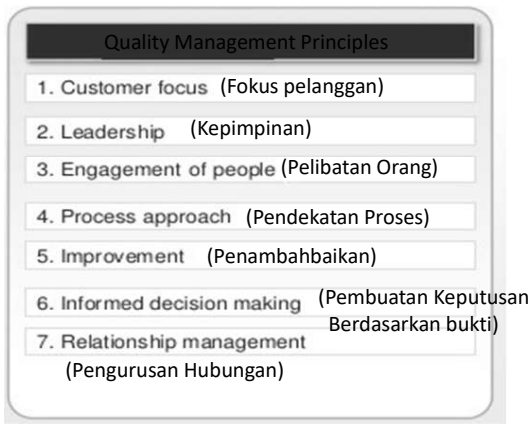 Quality Management Principles
1. Customer focus (Fokus pelanggan)
2. Leadership (Kepimpinan)
3. Engagement of people (Pelibatan Orang)
4. Process approach (Pendekatan Proses)
5. Improvement (Penambahbaikan)
6. Informed decision making (Pembuatan Keputusan
Berdasarkan bukti)
7. Relationship management
(Pengurusan Hubungan)